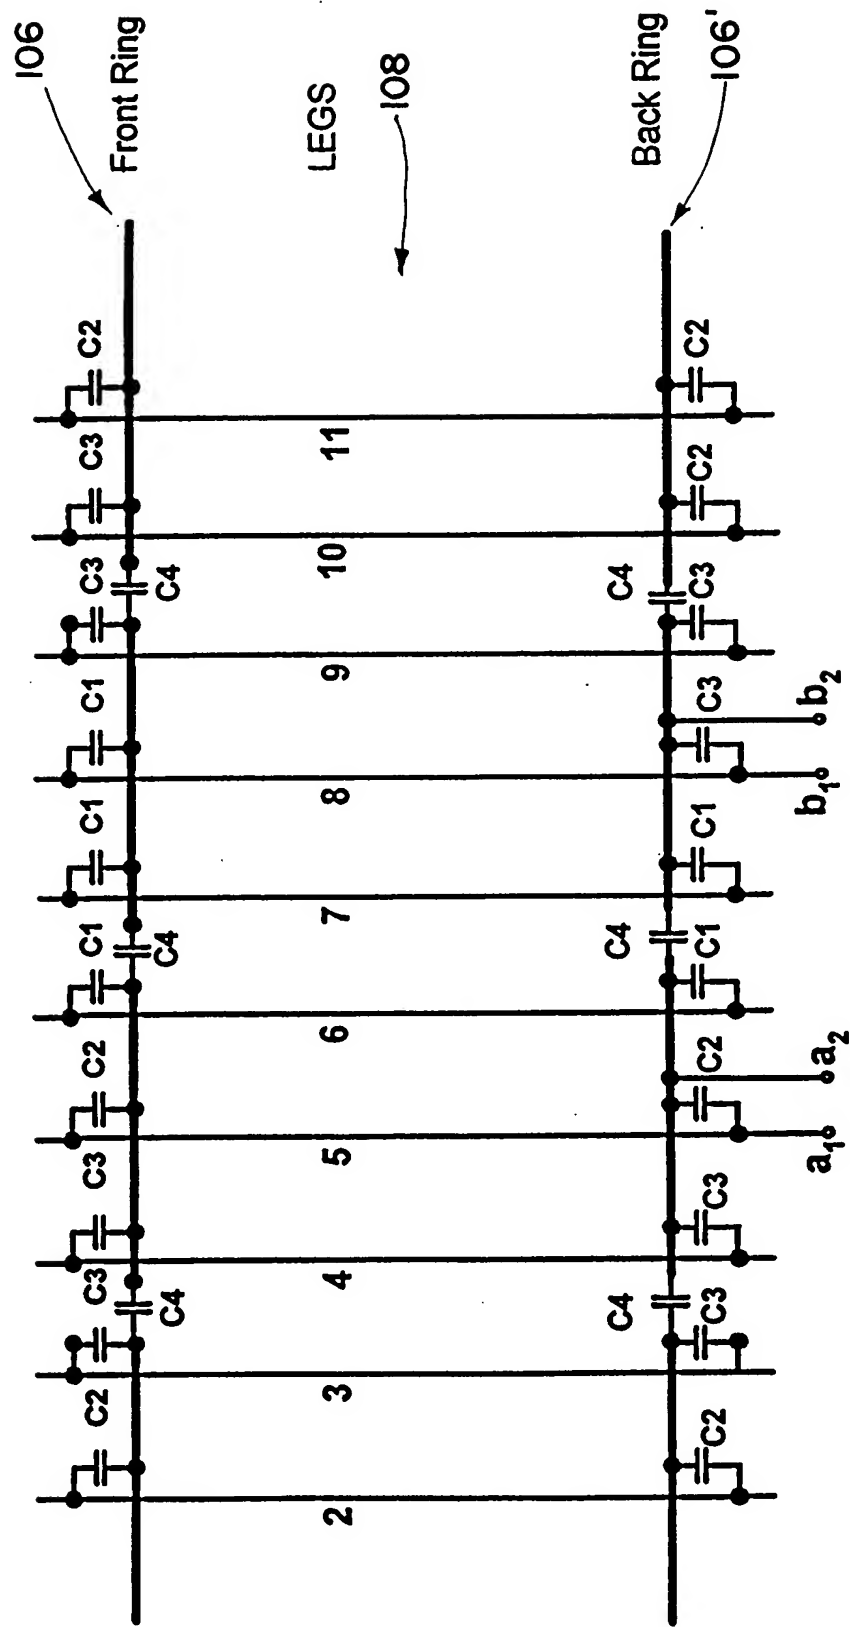 106
Front Ring
C2 C3 C3 C2 C1 C1 C1 C3 C3 C2
C4 C4 C4
LEGS
2 3 4 5 6 7 8 9 10 11
108
C4 C4 C4
Back Ring
C2 C3 C3 C2 C1 C1 C3 C3 C2 C2
106'
a₁ a₂ b₁ b₂